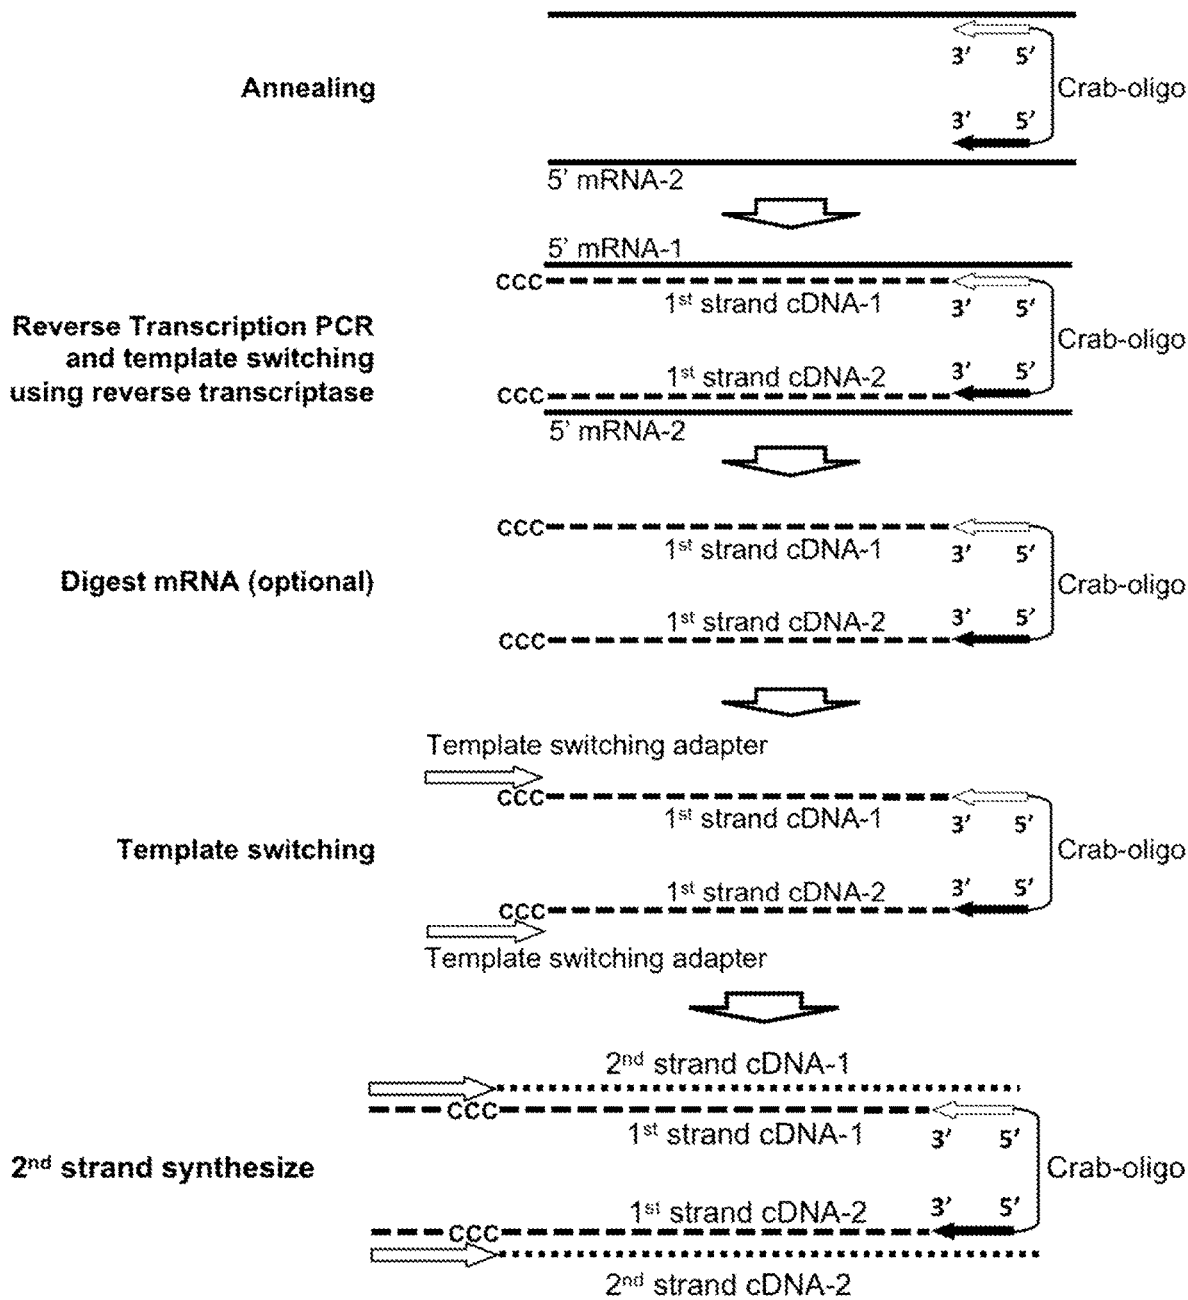 3' 5'
Annealing
Crab-oligo
3' 5'
5' mRNA-2
5' mRNA-1
CCC
1st strand cDNA-1
3' 5'
Reverse Transcription PCR
and template switching
using reverse transcriptase
Crab-oligo
1st strand cDNA-2
3' 5'
CCC
5' mRNA-2
CCC
1st strand cDNA-1
3' 5'
Digest mRNA (optional)
Crab-oligo
1st strand cDNA-2
3' 5'
CCC
Template switching adapter
CCC
1st strand cDNA-1
3' 5'
Template switching
Crab-oligo
1st strand cDNA-2
3' 5'
CCC
Template switching adapter
2nd strand cDNA-1
CCC
1st strand cDNA-1
3' 5'
2nd strand synthesize
Crab-oligo
1st strand cDNA-2
3' 5'
CCC
2nd strand cDNA-2